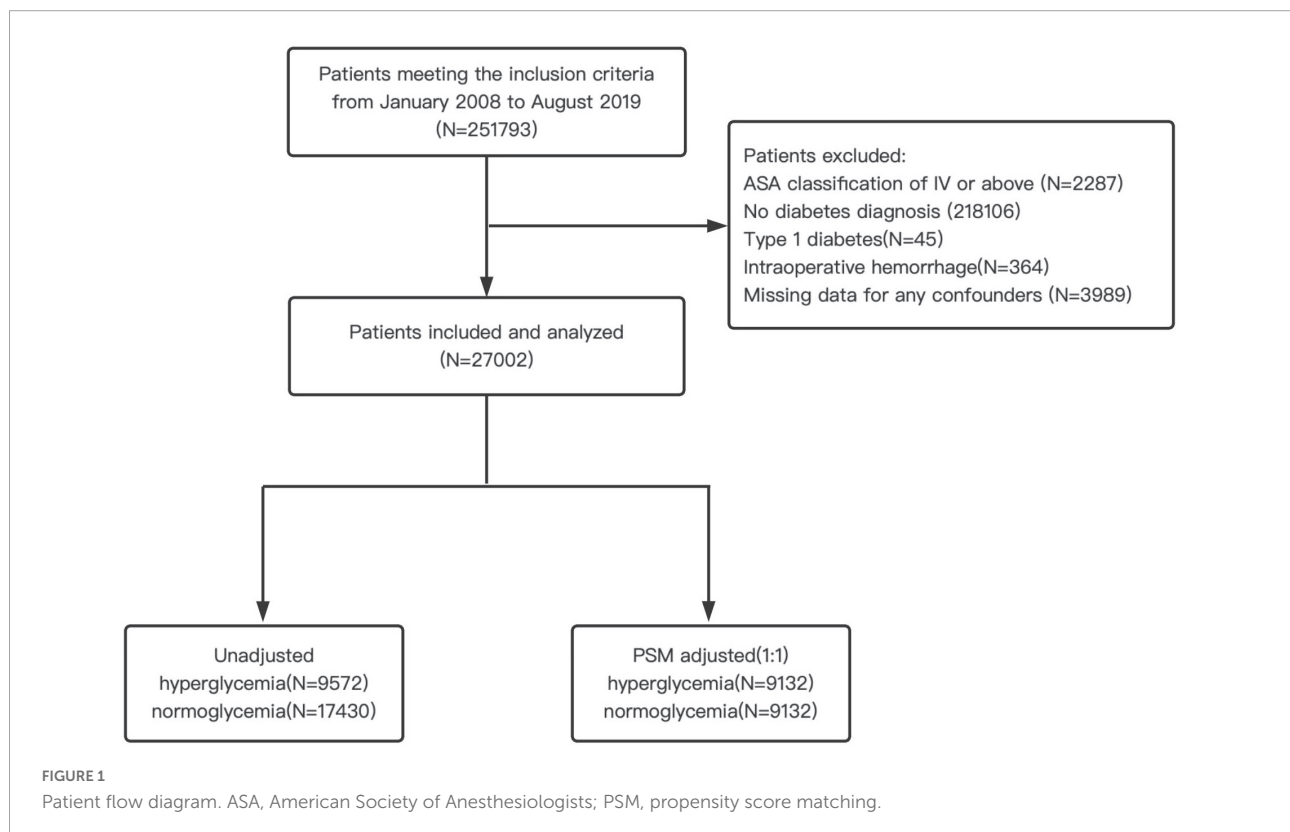 Patients meeting the inclusion criteria
from January 2008 to August 2019
(N=251793)
Patients excluded:
ASA classification of IV or above (N=2287)
No diabetes diagnosis (218106)
Type 1 diabetes(N=45)
Intraoperative hemorrhage(N=364)
Missing data for any confounders (N=3989)
Patients included and analyzed
(N=27002)
Unadjusted
hyperglycemia(N=9572)
normoglycemia(N=17430)
PSM adjusted(1:1)
hyperglycemia(N=9132)
normoglycemia(N=9132)
FIGURE 1
Patient flow diagram. ASA, American Society of Anesthesiologists; PSM, propensity score matching.